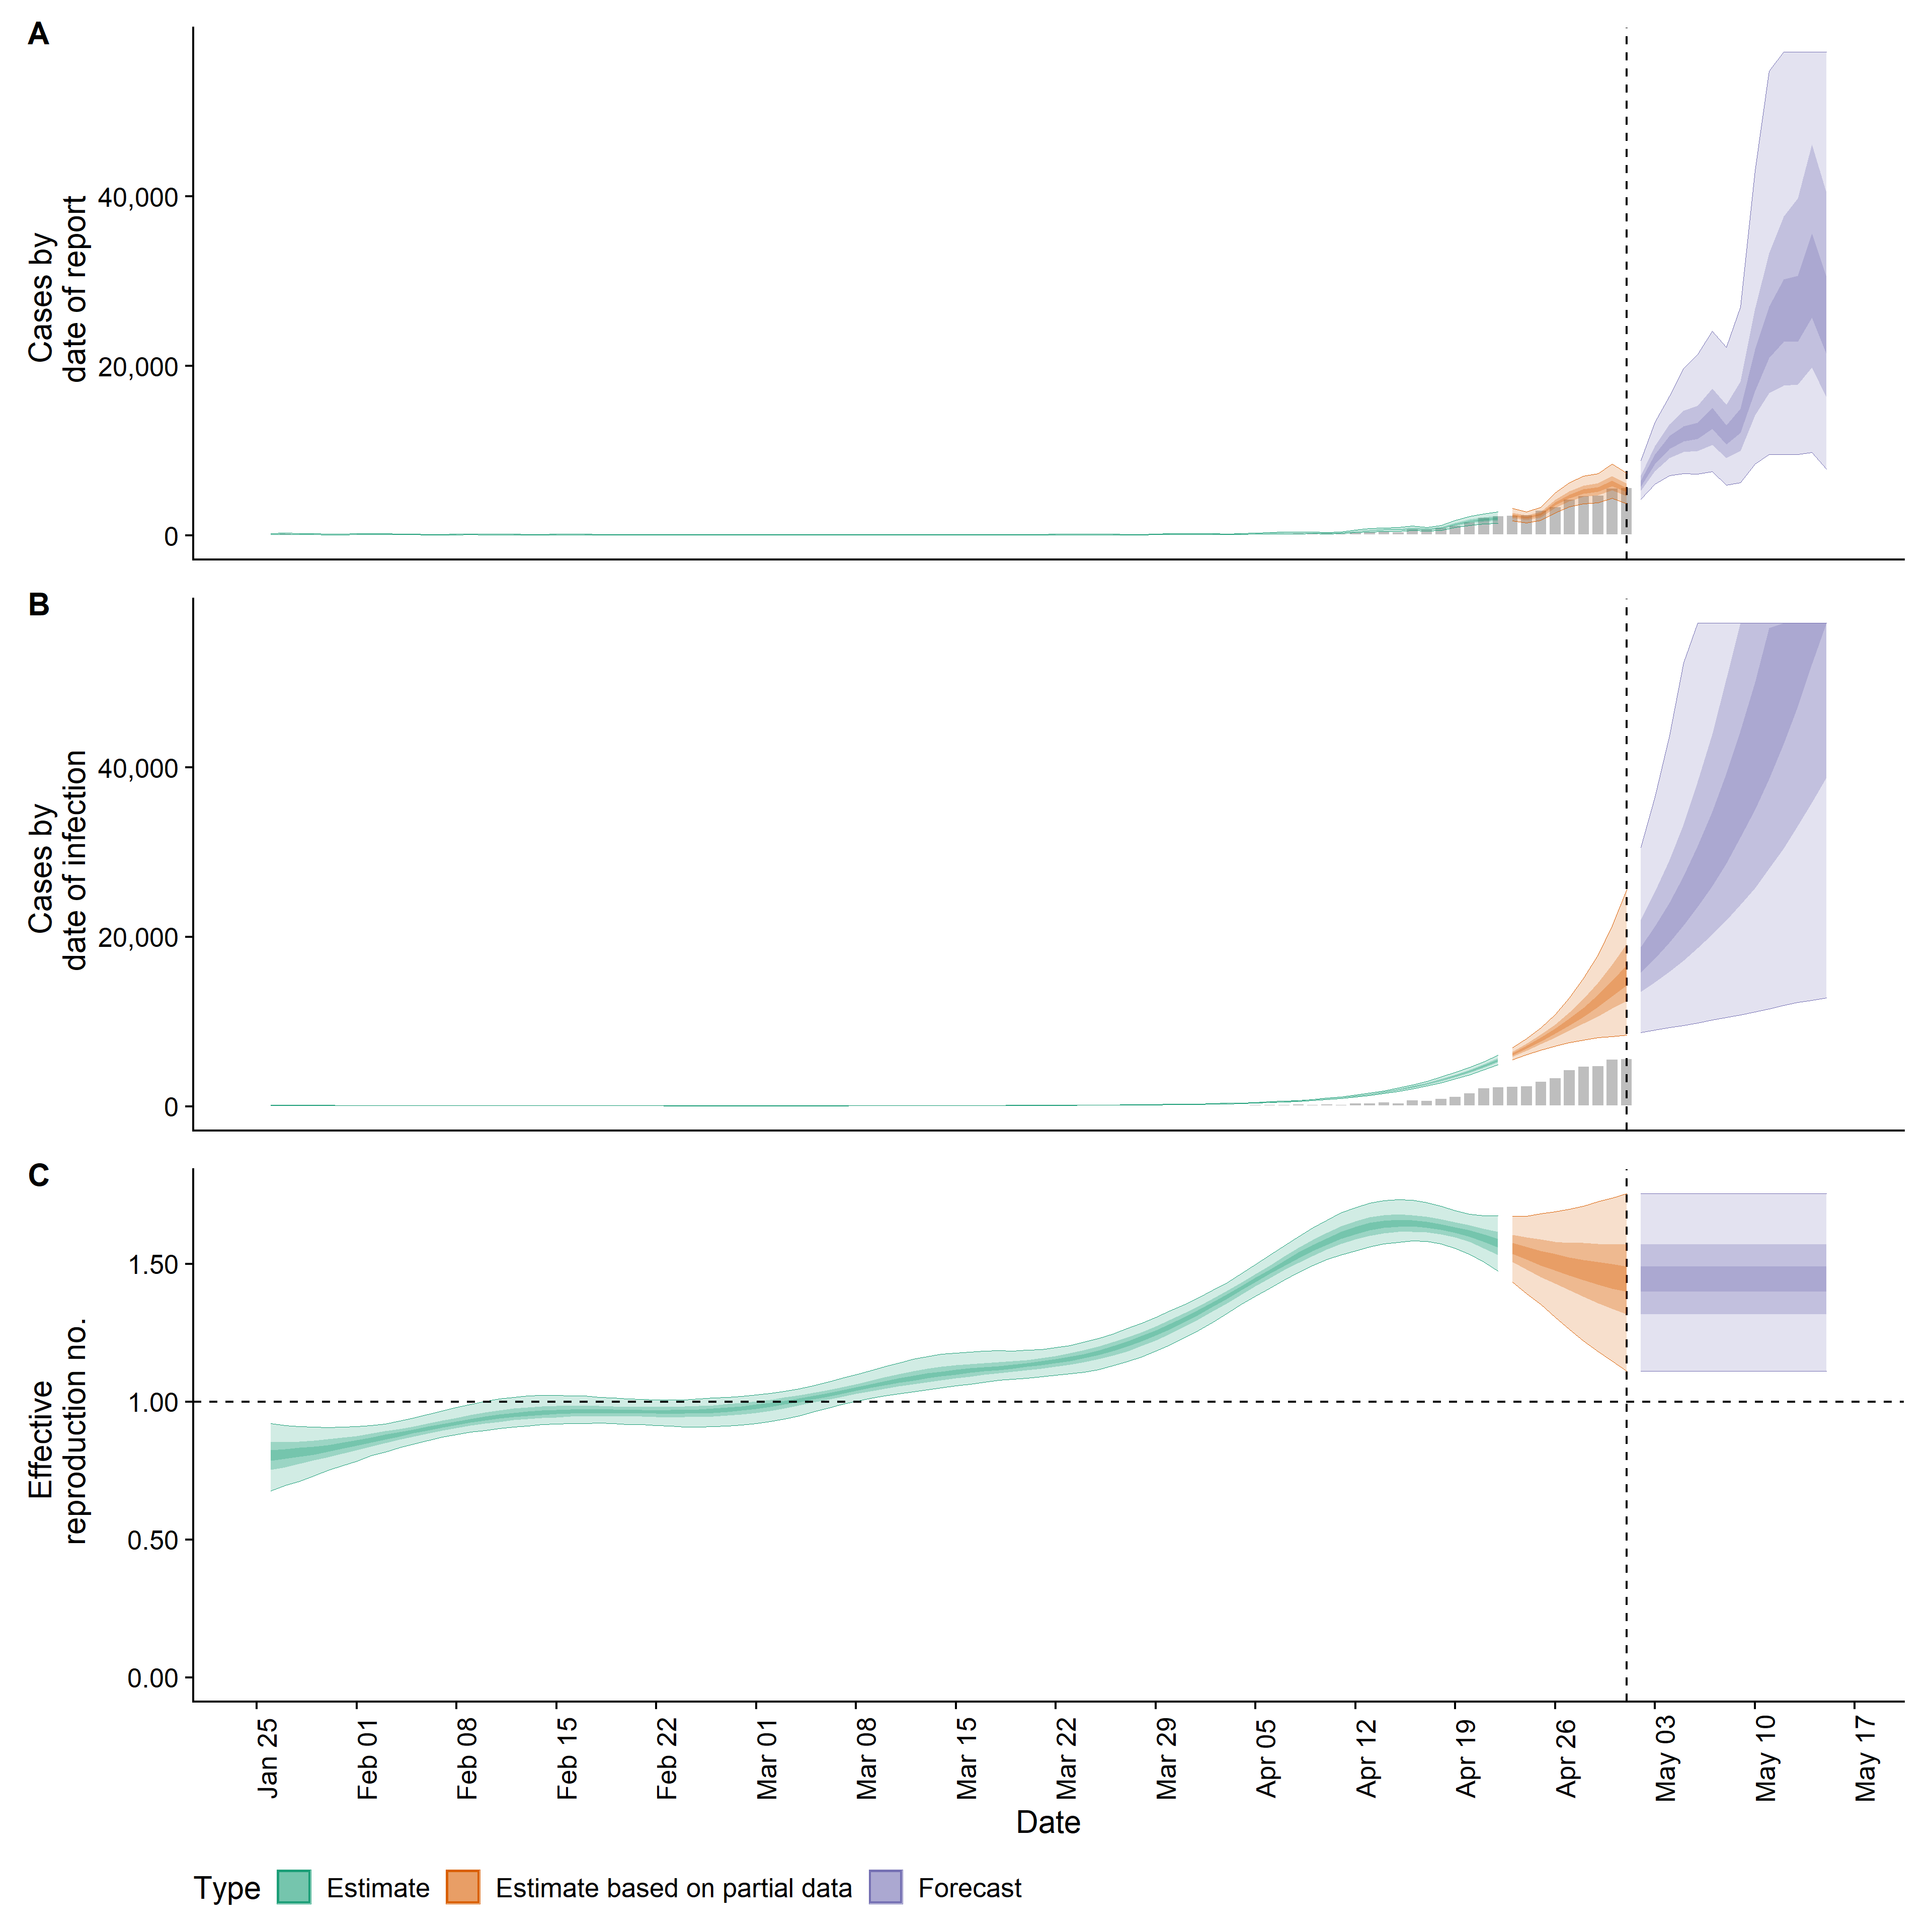 A
Cases by
date of report
40,000
20,000
0
B
Cases by
date of infection
40,000
20,000
0
C
Effective
reproduction no.
1.50
1.00
0.50
0.00
Jan 25
Feb 01
Feb 08
Feb 15
Feb 22
Mar 01
Mar 08
Mar 15
Mar 22
Mar 29
Apr 05
Apr 12
Apr 19
Apr 26
May 03
May 10
May 17
Date
Type Estimate Estimate based on partial data Forecast